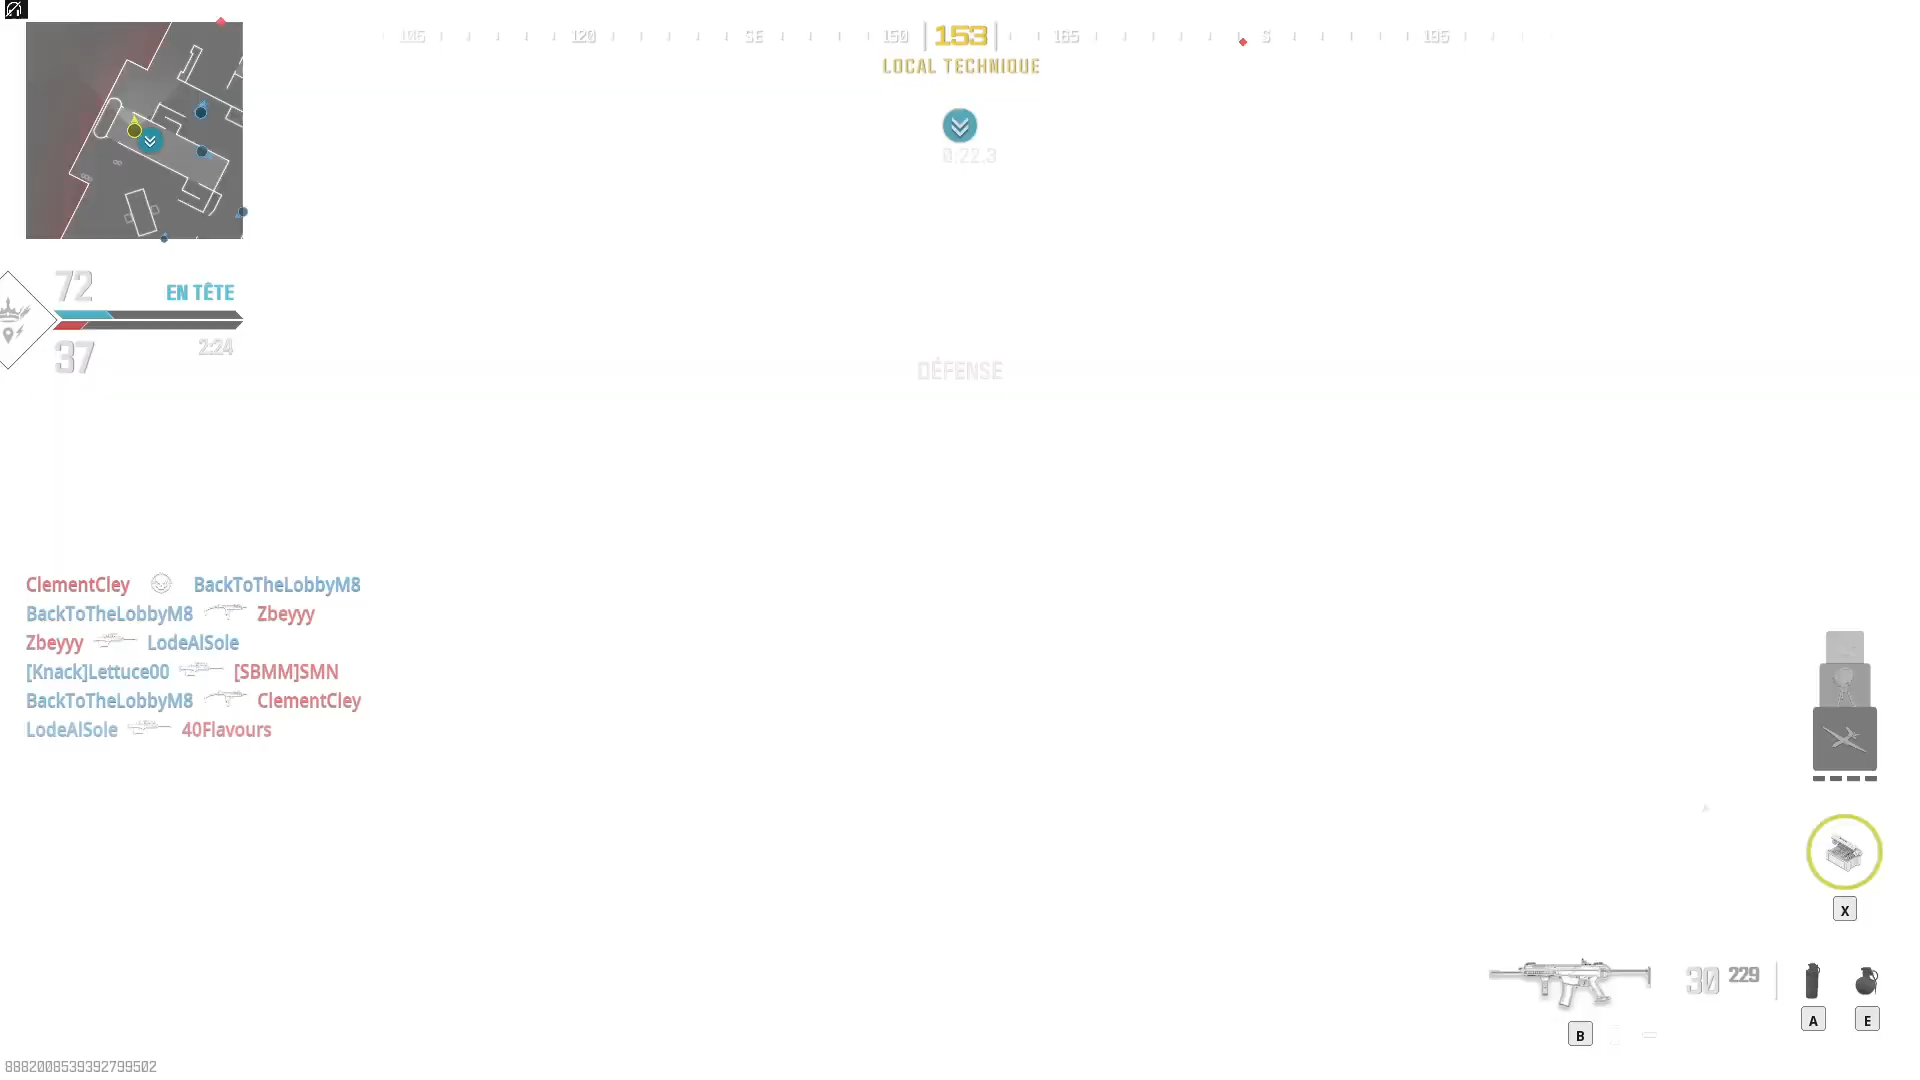 105 120 SE 150 153 165 S 195
LOCAL TECHNIQUE
0:22.3
72 EN TÊTE
37 2:24
DÉFENSE
ClementCley BackToTheLobbyM8
BackToTheLobbyM8 Zbeyyy
Zbeyyy LodeAlSole
[Knack]Lettuce00 [SBMM]SMN
BackToTheLobbyM8 ClementCley
LodeAlSole 40Flavours
X
30 229
A E
B
8882008539392799502